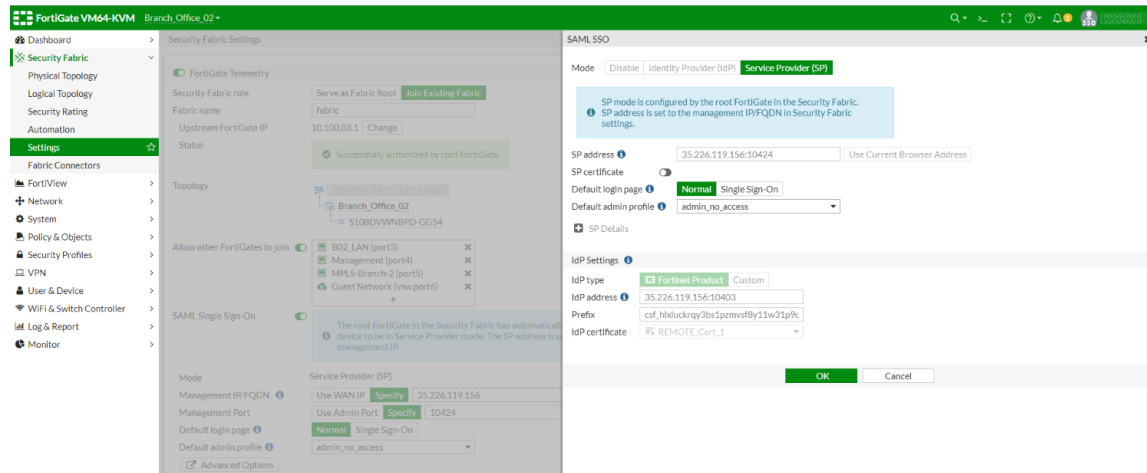 FortiGate VM64-KVM Branch_Office_02
Dashboard
Security Fabric
Physical Topology
Logical Topology
Security Rating
Automation
Settings
Fabric Connectors
FortiView
Network
System
Policy & Objects
Security Profiles
VPN
User & Device
WiFi & Switch Controller
Log & Report
Monitor
Security Fabric Settings
FortiGate Telemetry
Security Fabric role Serve as Fabric Root Join Existing Fabric
Fabric name fabric
Upstream FortiGate IP 10.100.88.1 Change
Status Successfully authorized by root FortiGate.
Topology
Branch_Office_02
S108DVWNBPD-GG54
Allow other FortiGates to join B02_LAN (port3)
Management (port4)
MPLS-Branch-2 (port5)
Guest Network (vsw.port6)
SAML Single Sign-On
The root FortiGate in the Security Fabric has automatical
device to be in Service Provider mode. The SP address is s
management IP.
Mode Service Provider (SP)
Management IP/FQDN Use WAN IP Specify 35.226.119.156
Management Port Use Admin Port Specify 10424
Default login page Normal Single Sign-On
Default admin profile admin_no_access
Advanced Options
SAML SSO
Mode Disable Identity Provider (IdP) Service Provider (SP)
SP mode is configured by the root FortiGate in the Security Fabric.
SP address is set to the management IP/FQDN in Security Fabric
settings.
SP address 35.226.119.156:10424 Use Current Browser Address
SP certificate
Default login page Normal Single Sign-On
Default admin profile admin_no_access
SP Details
IdP Settings
IdP type Fortinet Product Custom
IdP address 35.226.119.156:10403
Prefix csf_hlxluckrqy3bs1pzmvsf8y11w31p9c
IdP certificate REMOTE_Cert_1
OK Cancel